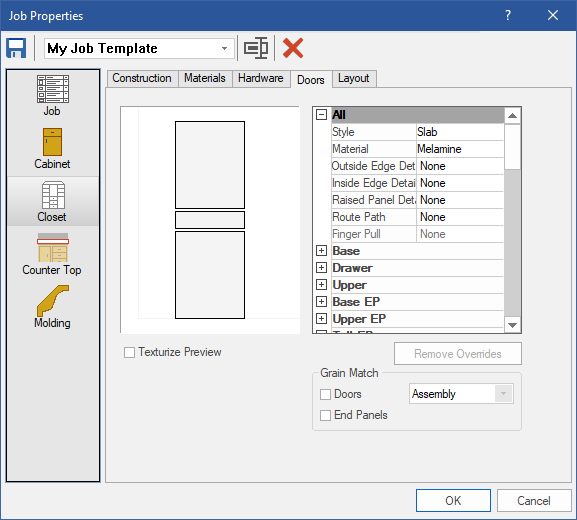 Job Properties
?
My Job Template
Construction Materials Hardware Doors Layout
Job
Cabinet
Closet
Counter Top
Molding
All
Style Slab
Material Melamine
Outside Edge Det None
Inside Edge Detai None
Raised Panel Deta None
Route Path None
Finger Pull None
Base
Drawer
Upper
Base EP
Upper EP
Tall EP
Texturize Preview
Remove Overrides
Grain Match
Doors Assembly
End Panels
OK Cancel